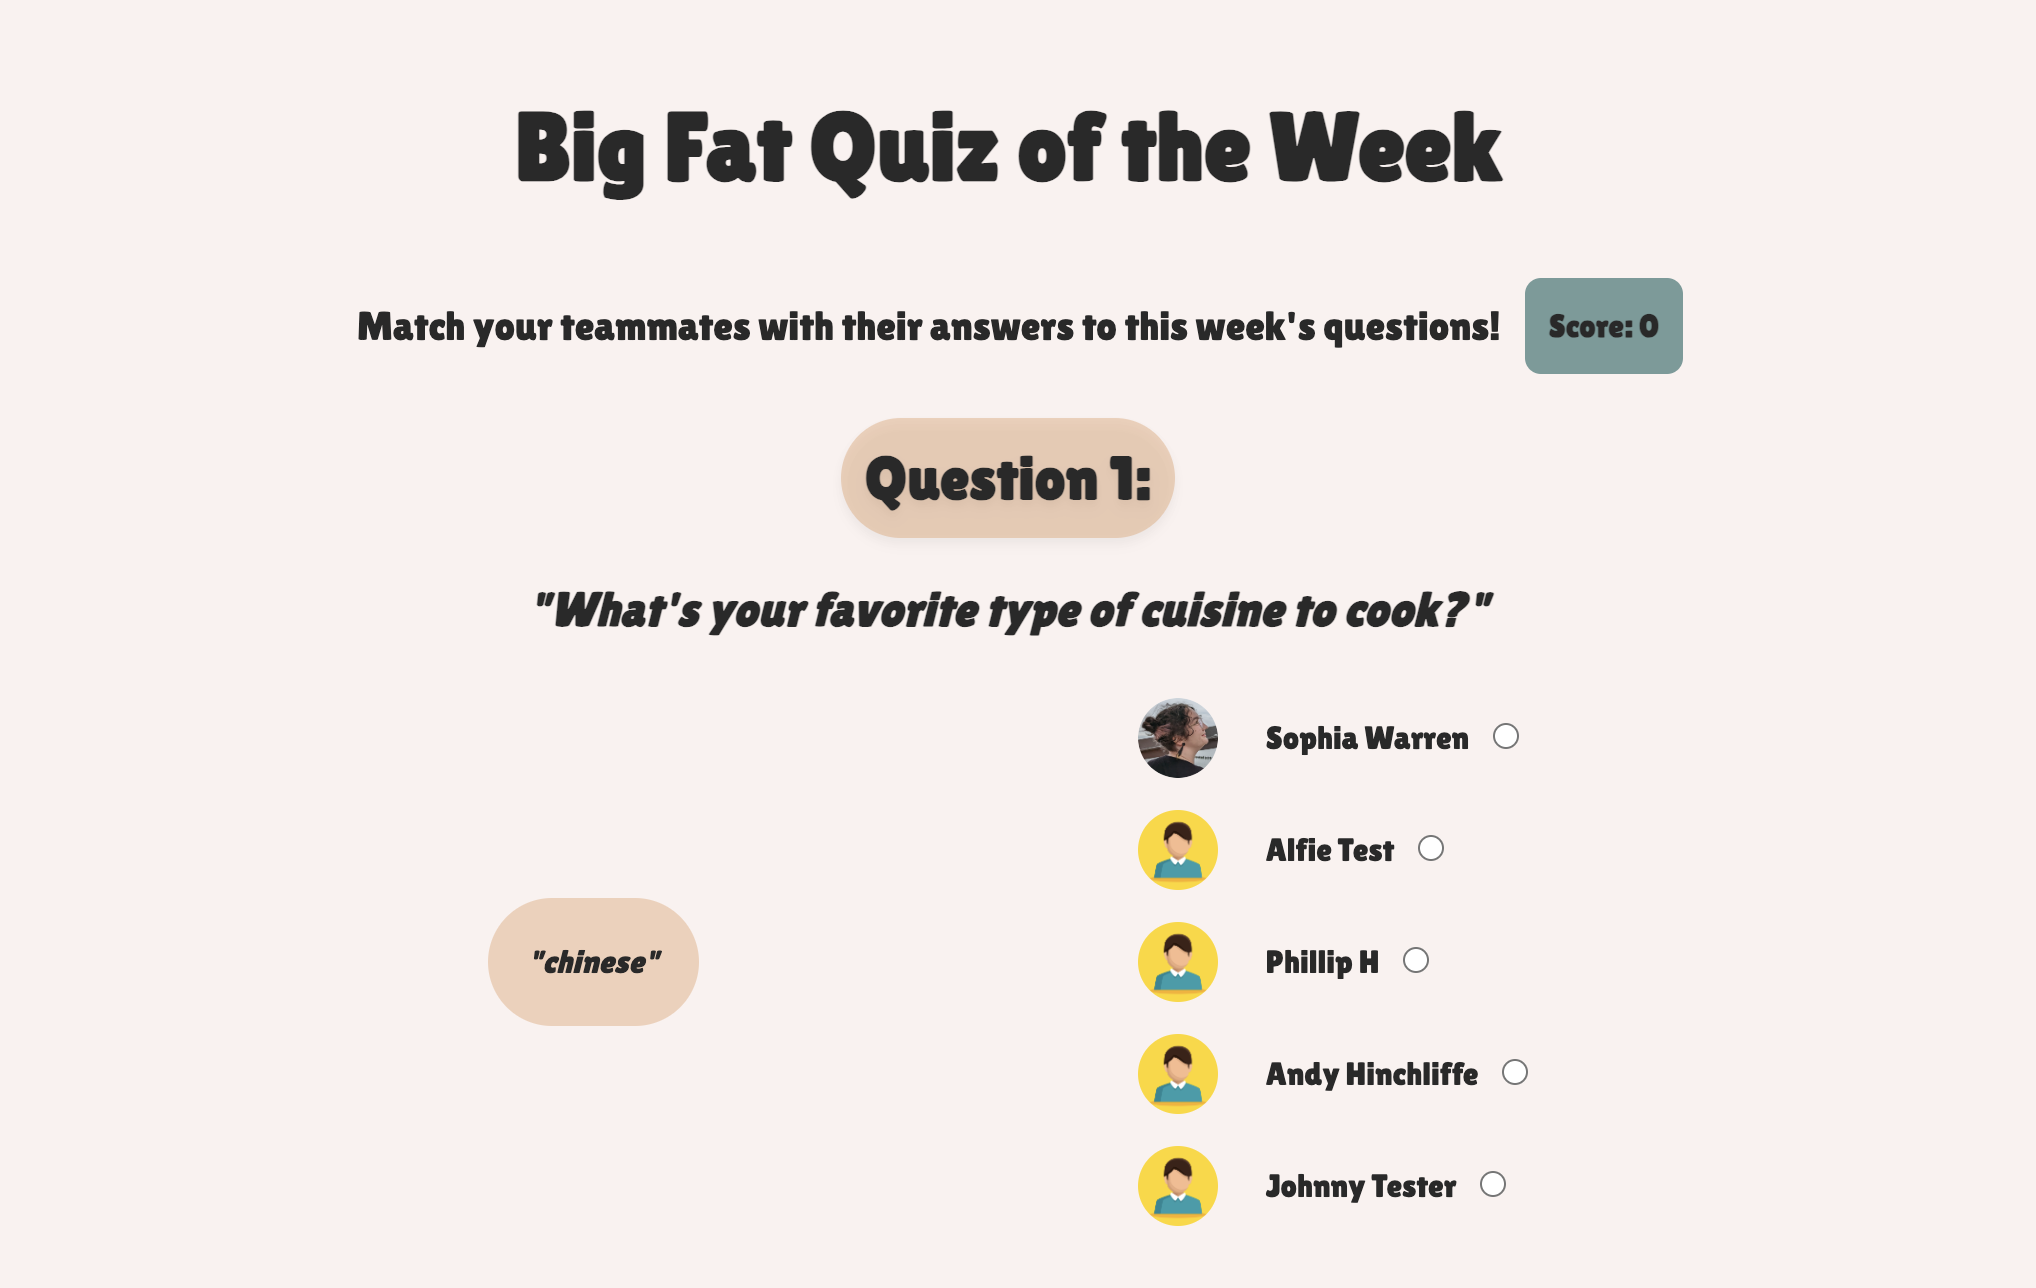 Big Fat Quiz of the Week
Match your teammates with their answers to this week's questions!
Score: 0
Question 1:
"What's your favorite type of cuisine to cook?"
"chinese"
Sophia Warren
Alfie Test
Phillip H
Andy Hinchliffe
Johnny Tester